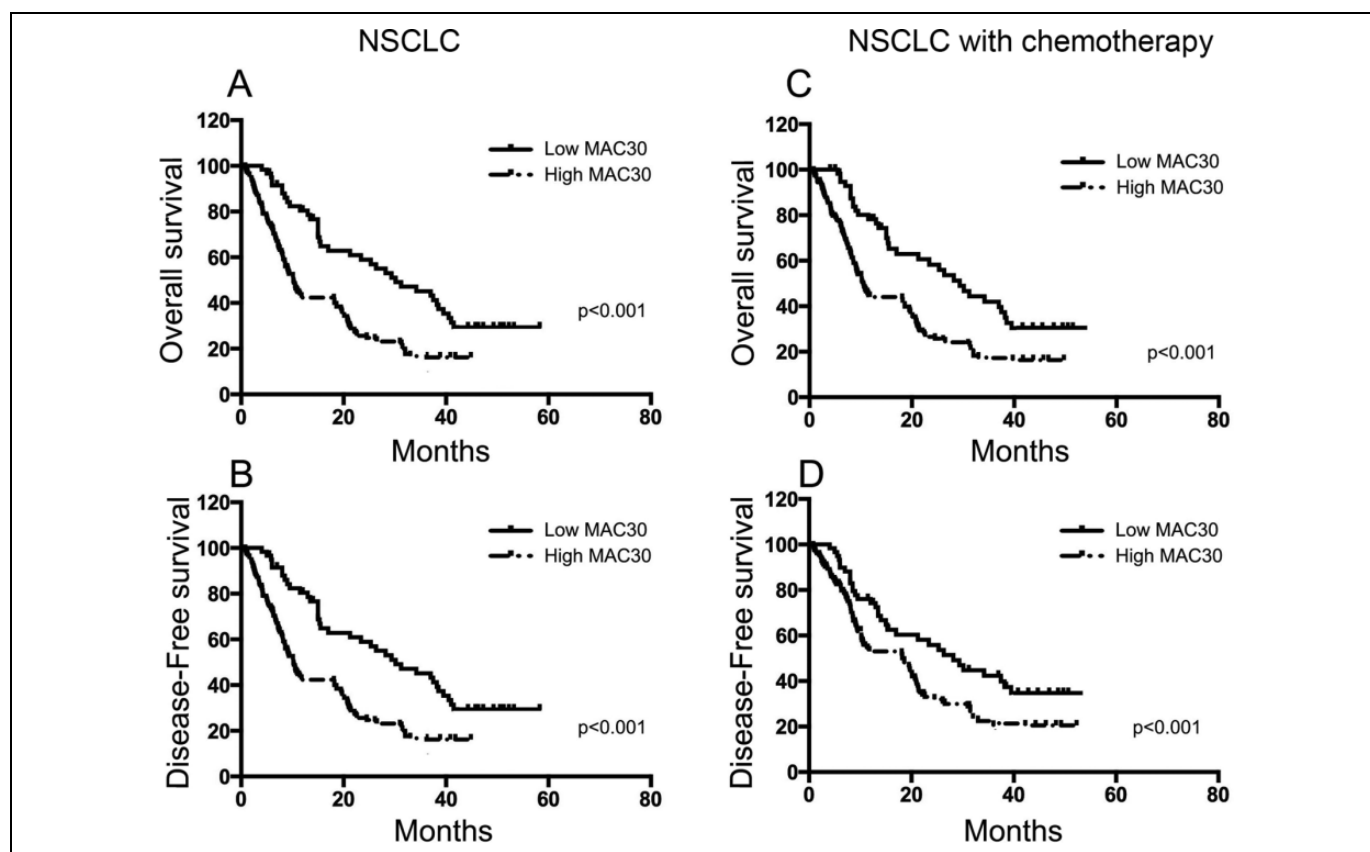 NSCLC
NSCLC with chemotherapy
A
120
100
80
60
40
20
0
Overall survival
Low MAC30
High MAC30
p<0.001
0 20 40 60 80
Months
C
120
100
80
60
40
20
0
Overall survival
Low MAC30
High MAC30
p<0.001
0 20 40 60 80
Months
B
120
100
80
60
40
20
0
Disease-Free survival
Low MAC30
High MAC30
p<0.001
0 20 40 60 80
Months
D
120
100
80
60
40
20
0
Disease-Free survival
Low MAC30
High MAC30
p<0.001
0 20 40 60 80
Months